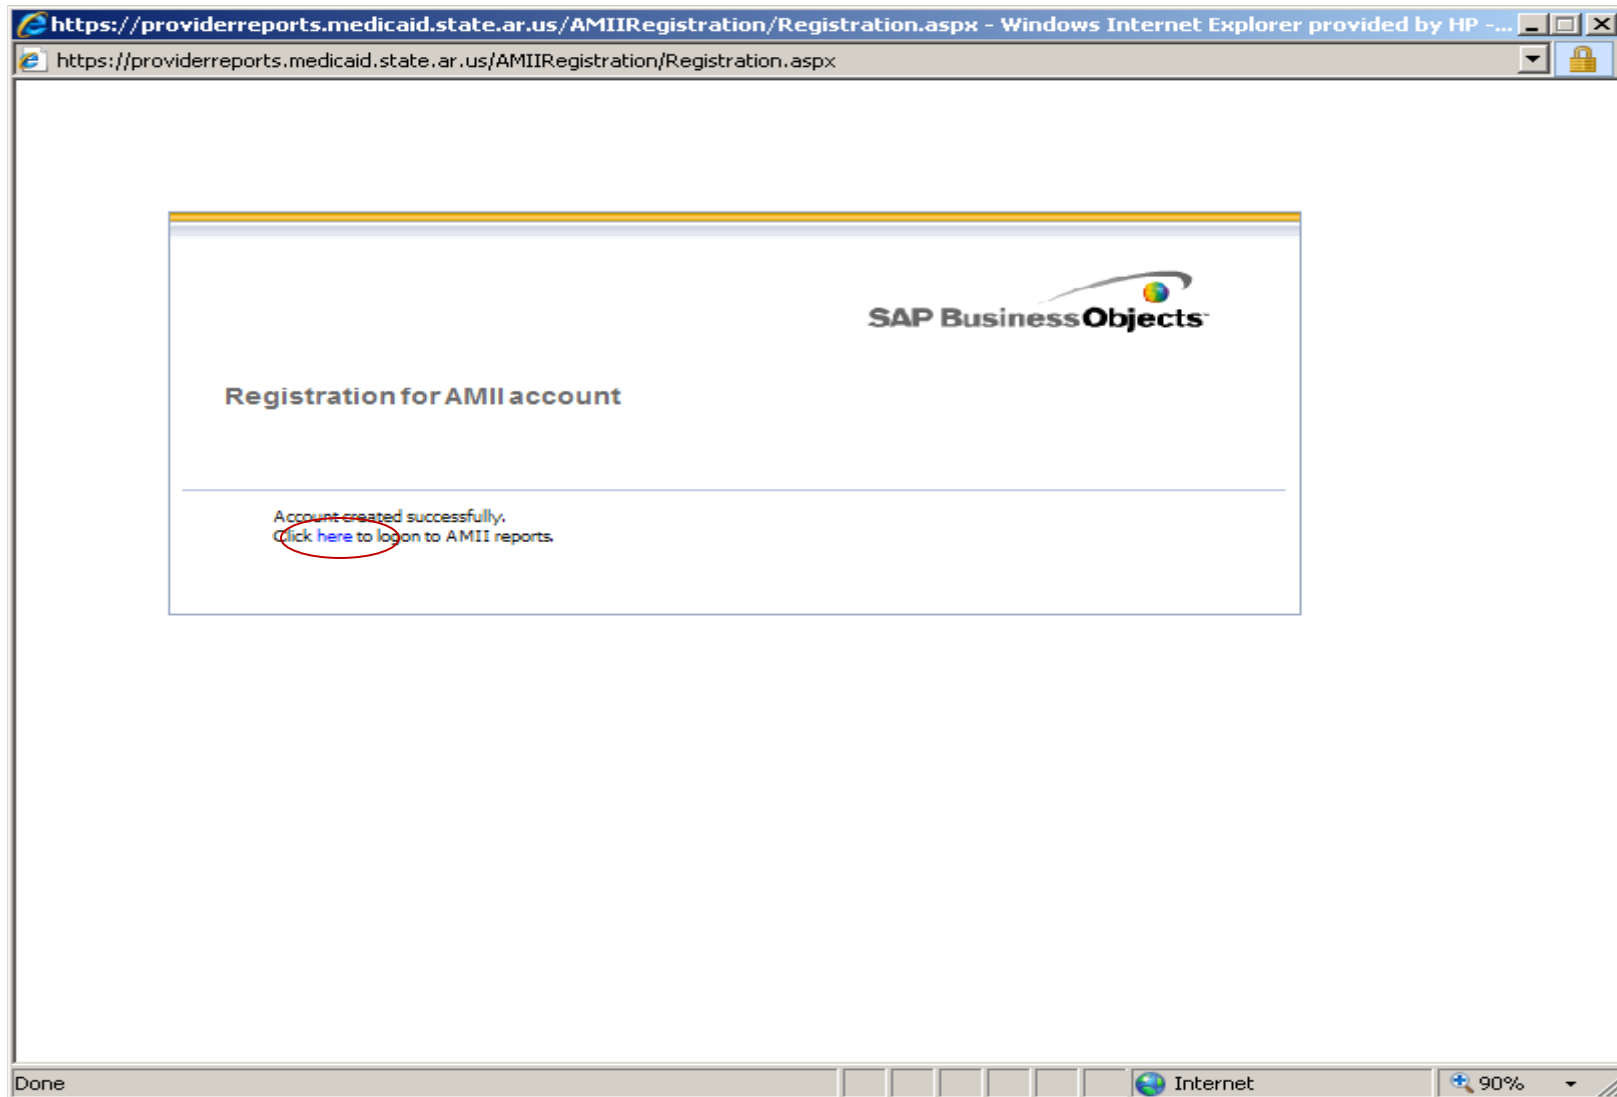 https://providerreports.medicaid.state.ar.us/AMIIRegistration/Registration.aspx - Windows Internet Explorer provided by HP -...
https://providerreports.medicaid.state.ar.us/AMIIRegistration/Registration.aspx
SAP BusinessObjects
Registration for AMII account
Account created successfully.
Click here to logon to AMII reports.
Done Internet 90%